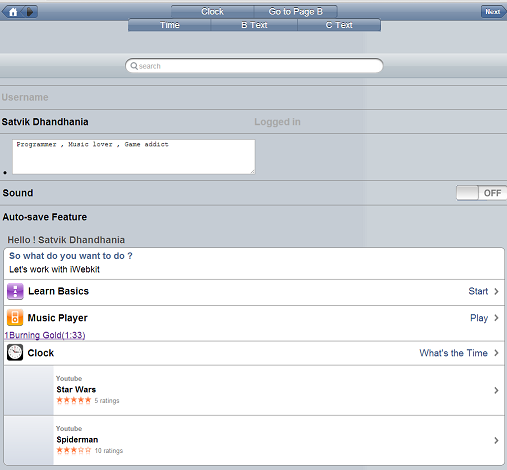 Clock Go to Page B Next
Time B Text C Text
search
Username
Satvik Dhandhania Logged in
Programmer , Music lover , Game addict
Sound OFF
Auto-save Feature
Hello ! Satvik Dhandhania
So what do you want to do ?
Let's work with iWebkit
Learn Basics Start
Music Player Play
1Burning Gold(1:33)
Clock What's the Time
Youtube
Star Wars
5 ratings
Youtube
Spiderman
10 ratings